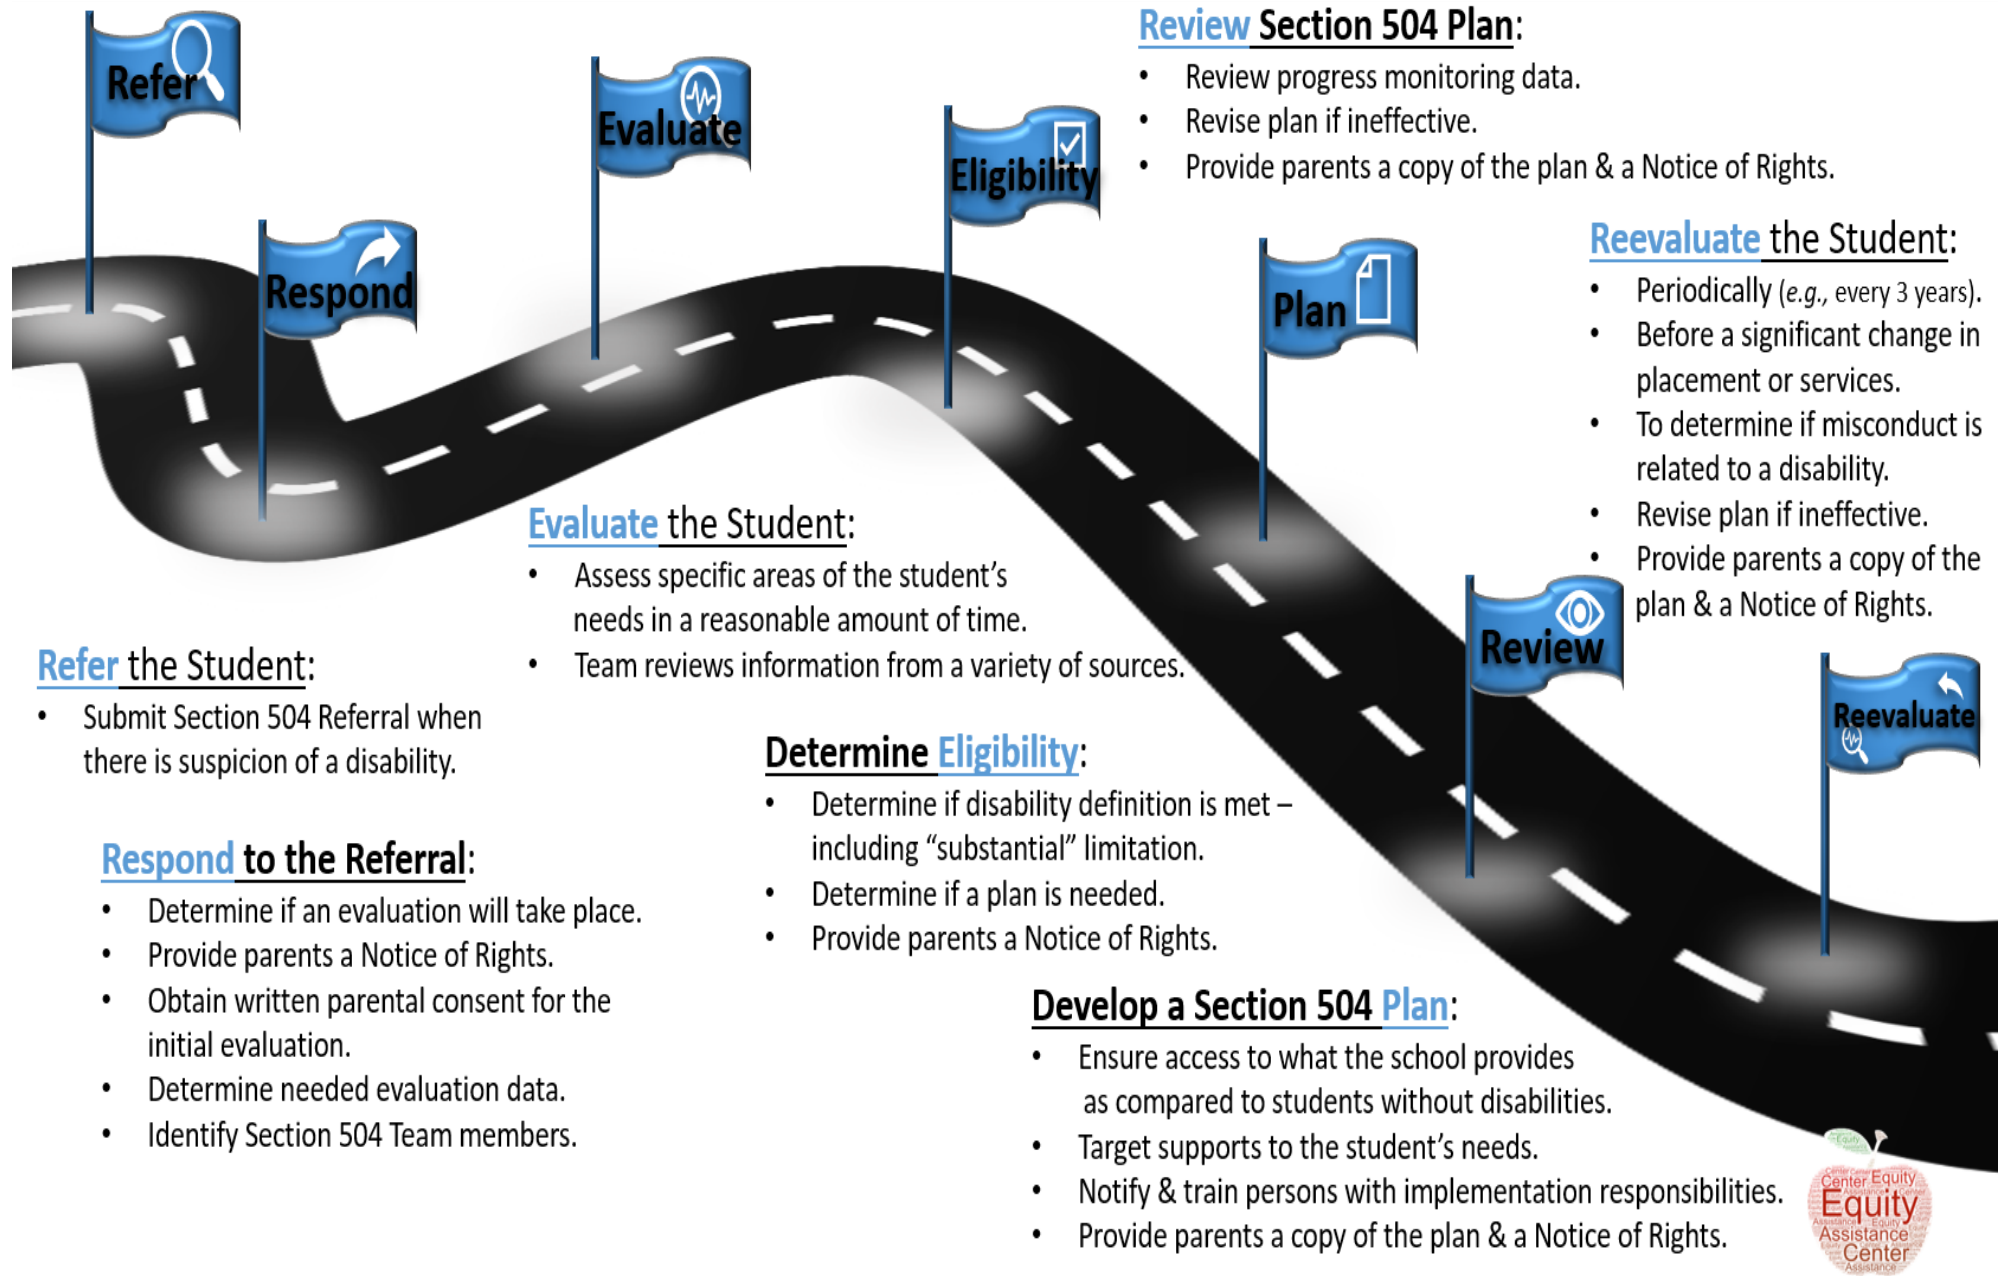 Refer
Respond
Evaluate
Eligibility
Plan
Review
Reevaluate
Refer the Student:
• Submit Section 504 Referral when
there is suspicion of a disability.
Respond to the Referral:
• Determine if an evaluation will take place.
• Provide parents a Notice of Rights.
• Obtain written parental consent for the
initial evaluation.
• Determine needed evaluation data.
• Identify Section 504 Team members.
Evaluate the Student:
• Assess specific areas of the student’s
needs in a reasonable amount of time.
• Team reviews information from a variety of sources.
Determine Eligibility:
• Determine if disability definition is met –
including “substantial” limitation.
• Determine if a plan is needed.
• Provide parents a Notice of Rights.
Develop a Section 504 Plan:
• Ensure access to what the school provides
as compared to students without disabilities.
• Target supports to the student’s needs.
• Notify & train persons with implementation responsibilities.
• Provide parents a copy of the plan & a Notice of Rights.
Review Section 504 Plan:
• Review progress monitoring data.
• Revise plan if ineffective.
• Provide parents a copy of the plan & a Notice of Rights.
Reevaluate the Student:
• Periodically (e.g., every 3 years).
• Before a significant change in
placement or services.
• To determine if misconduct is
related to a disability.
• Revise plan if ineffective.
• Provide parents a copy of the
plan & a Notice of Rights.
Equity
Center Equity
Equity
Assistance
Center